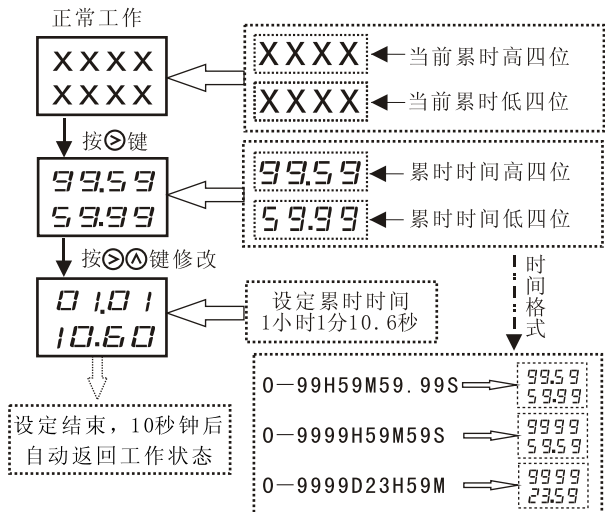 正常工作
XXXX
XXXX
XXXX
当前累时高四位
XXXX
当前累时低四位
按>键
99.59
59.99
99.59
累时时间高四位
59.99
累时时间低四位
按>∧键修改
时间格式
01.01
10.60
设定累时时间
1小时1分10.6秒
设定结束，10秒钟后
自动返回工作状态
0—99H59M59.99S
99.59
59.99
0—9999H59M59S
9999
59.59
0—9999D23H59M
9999
23.59